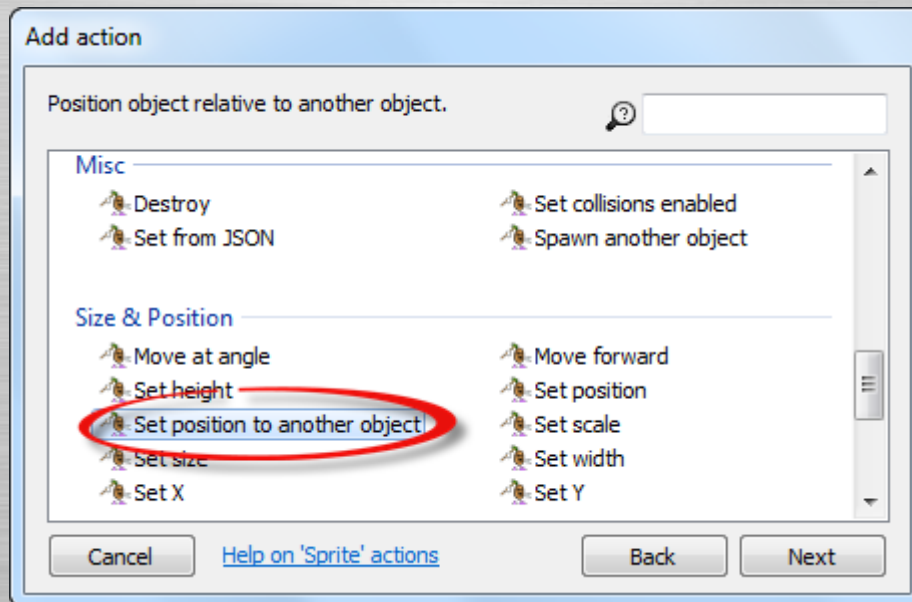 Add action
Position object relative to another object.
Misc
Destroy Set collisions enabled
Set from JSON Spawn another object
Size & Position
Move at angle Move forward
Set height Set position
Set position to another object Set scale
Set size Set width
Set X Set Y
Cancel Help on 'Sprite' actions Back Next